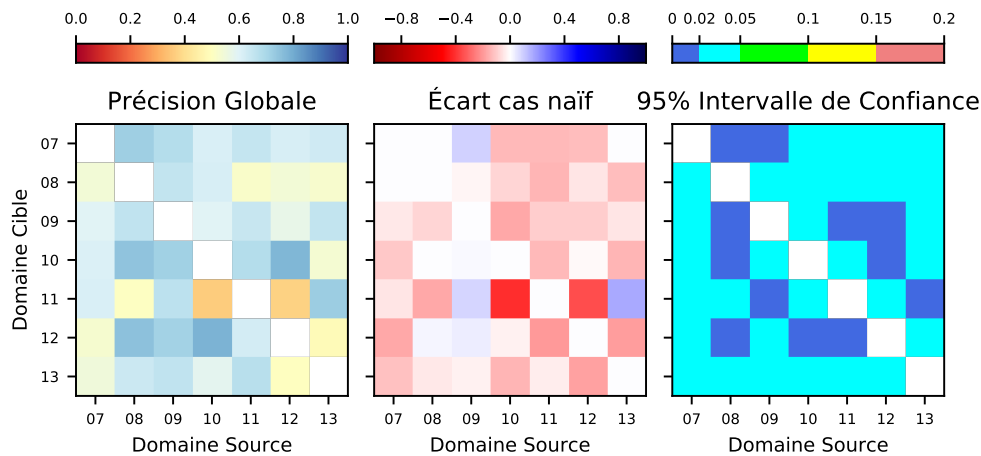 0.0 0.2 0.4 0.6 0.8 1.0
−0.8 −0.4 0.0 0.4 0.8
0 0.02 0.05 0.1 0.15 0.2
Précision Globale
Écart cas naïf
95% Intervalle de Confiance
Domaine Cible
07
08
09
10
11
12
13
07 08 09 10 11 12 13
07 08 09 10 11 12 13
07 08 09 10 11 12 13
Domaine Source
Domaine Source
Domaine Source